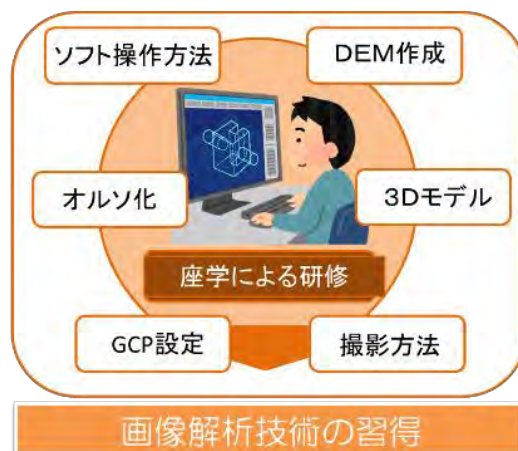 ソフト操作方法
DEM作成
オルソ化
3Dモデル
座学による研修
GCP設定
撮影方法
画像解析技術の習得